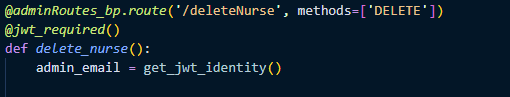 @adminRoutes_bp.route('/deleteNurse', methods=['DELETE'])
@jwt_required()
def delete_nurse():
    admin_email = get_jwt_identity()